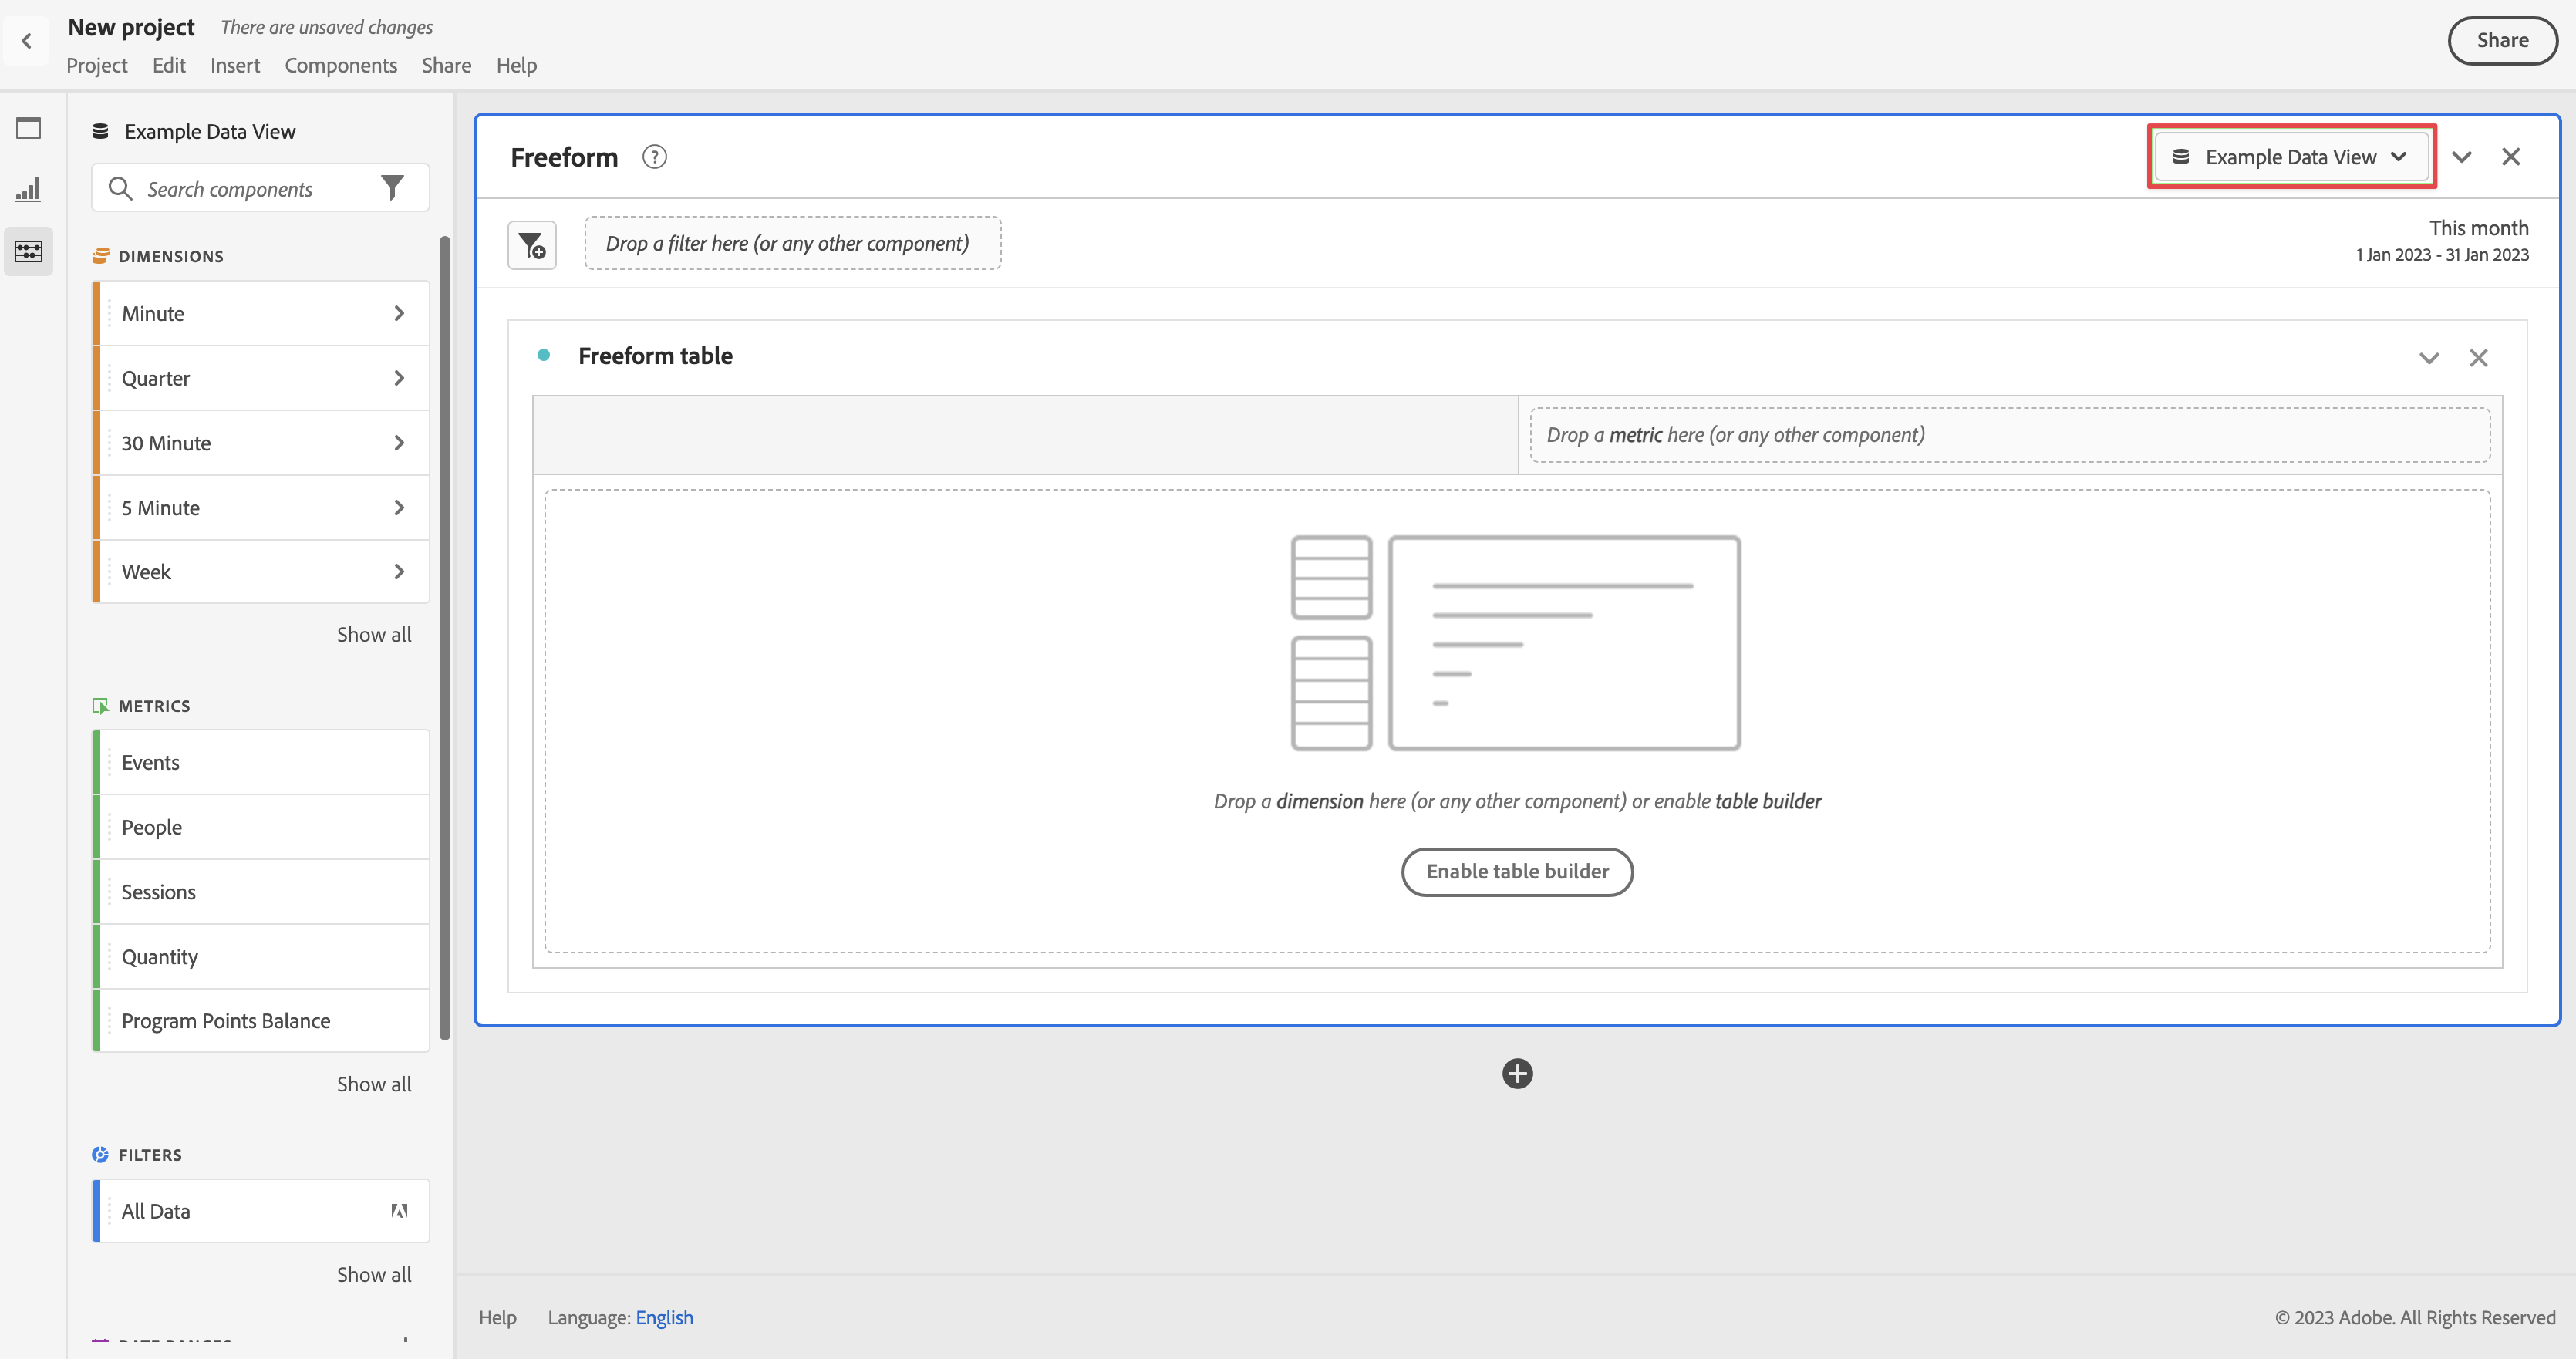 New project There are unsaved changes
Project Edit Insert Components Share Help
Share
Example Data View
Search components
DIMENSIONS
Minute
Quarter
30 Minute
5 Minute
Week
Show all
METRICS
Events
People
Sessions
Quantity
Program Points Balance
Show all
FILTERS
All Data
Show all
Freeform ?
Example Data View
Drop a filter here (or any other component)
This month
1 Jan 2023 - 31 Jan 2023
Freeform table
Drop a metric here (or any other component)
Drop a dimension here (or any other component) or enable table builder
Enable table builder
Help Language: English
© 2023 Adobe. All Rights Reserved